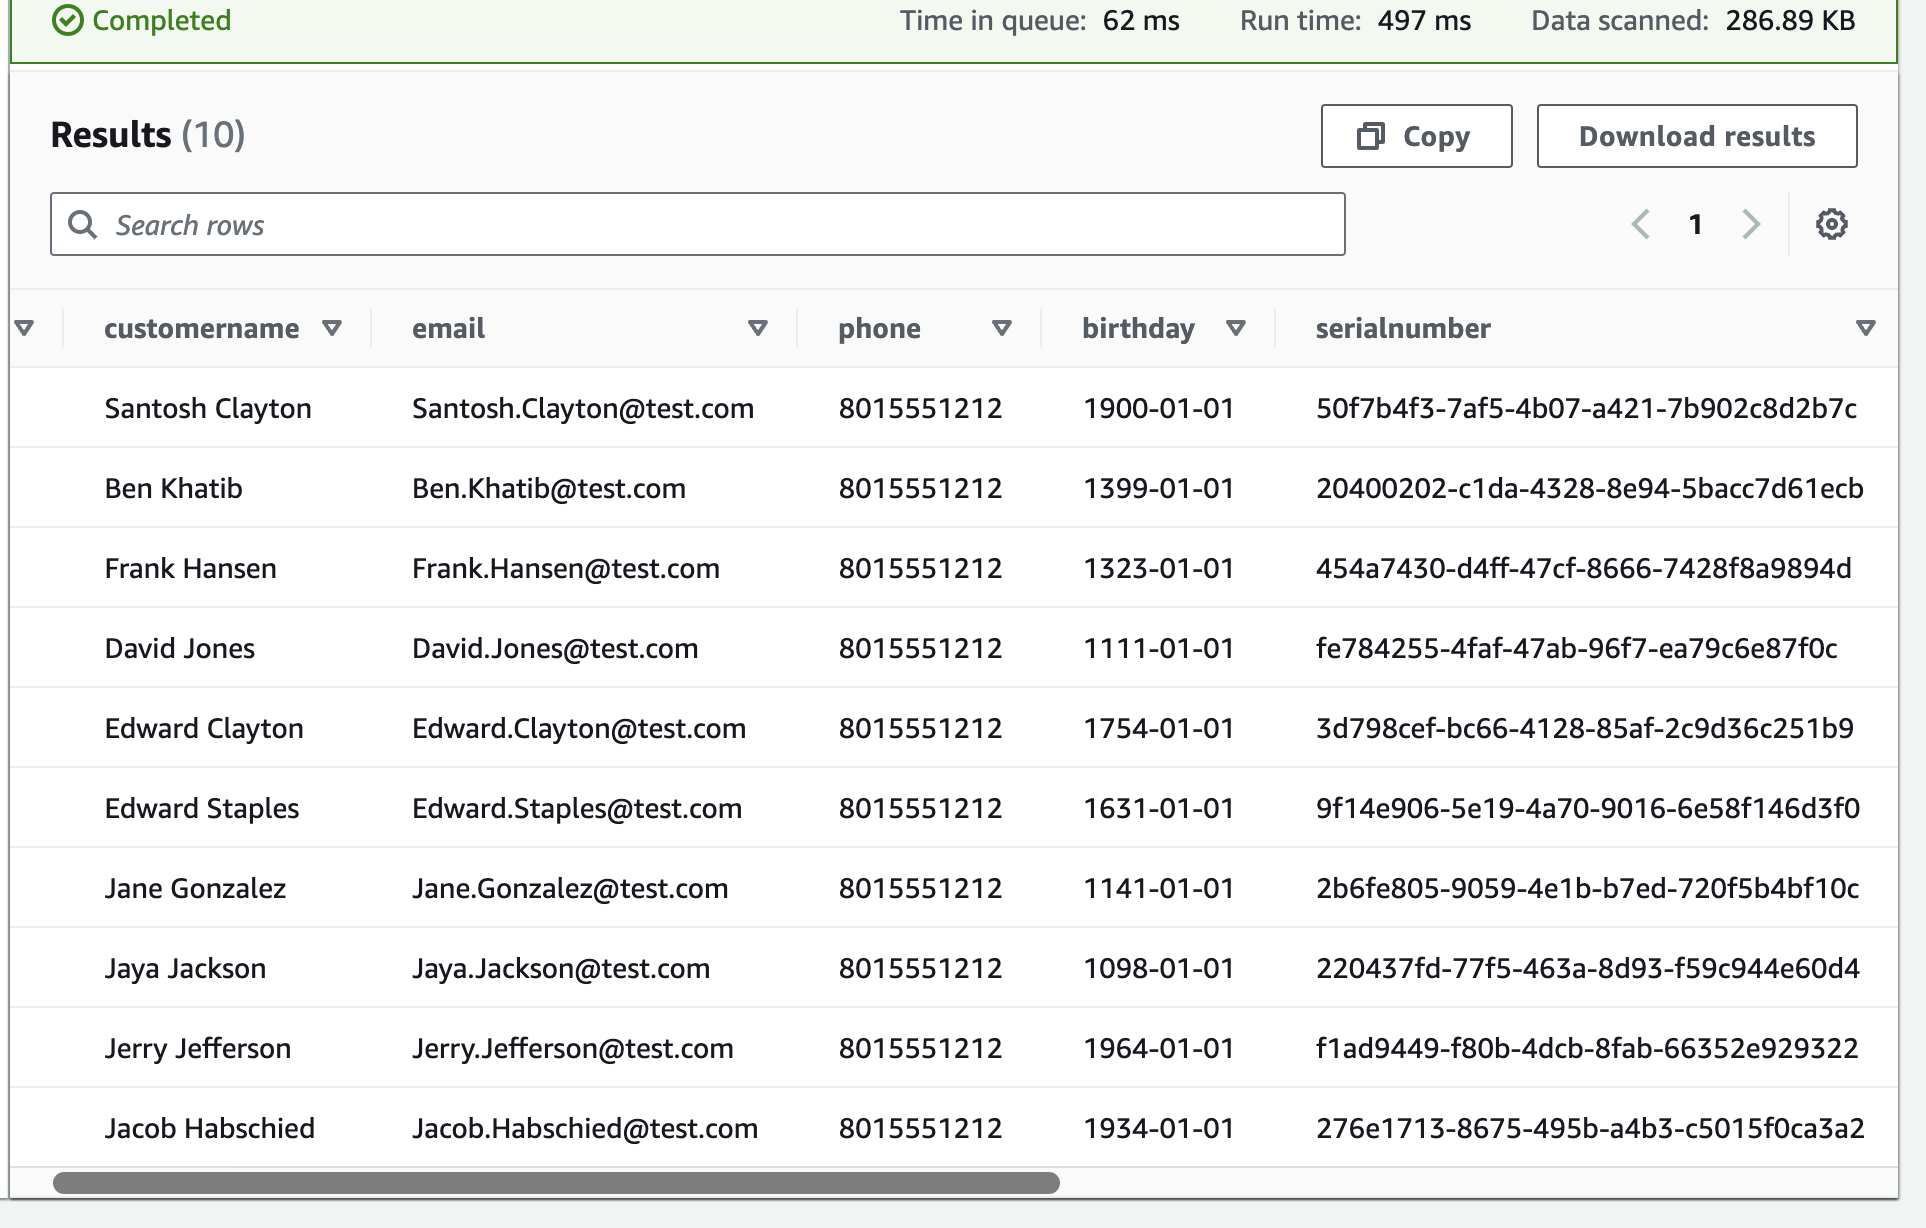 Completed Time in queue: 62 ms Run time: 497 ms Data scanned: 286.89 KB
Results (10) Copy Download results
Search rows 1
customername email phone birthday serialnumber
Santosh Clayton Santosh.Clayton@test.com 8015551212 1900-01-01 50f7b4f3-7af5-4b07-a421-7b902c8d2b7c
Ben Khatib Ben.Khatib@test.com 8015551212 1399-01-01 20400202-c1da-4328-8e94-5bacc7d61ecb
Frank Hansen Frank.Hansen@test.com 8015551212 1323-01-01 454a7430-d4ff-47cf-8666-7428f8a9894d
David Jones David.Jones@test.com 8015551212 1111-01-01 fe784255-4faf-47ab-96f7-ea79c6e87f0c
Edward Clayton Edward.Clayton@test.com 8015551212 1754-01-01 3d798cef-bc66-4128-85af-2c9d36c251b9
Edward Staples Edward.Staples@test.com 8015551212 1631-01-01 9f14e906-5e19-4a70-9016-6e58f146d3f0
Jane Gonzalez Jane.Gonzalez@test.com 8015551212 1141-01-01 2b6fe805-9059-4e1b-b7ed-720f5b4bf10c
Jaya Jackson Jaya.Jackson@test.com 8015551212 1098-01-01 220437fd-77f5-463a-8d93-f59c944e60d4
Jerry Jefferson Jerry.Jefferson@test.com 8015551212 1964-01-01 f1ad9449-f80b-4dcb-8fab-66352e929322
Jacob Habschied Jacob.Habschied@test.com 8015551212 1934-01-01 276e1713-8675-495b-a4b3-c5015f0ca3a2